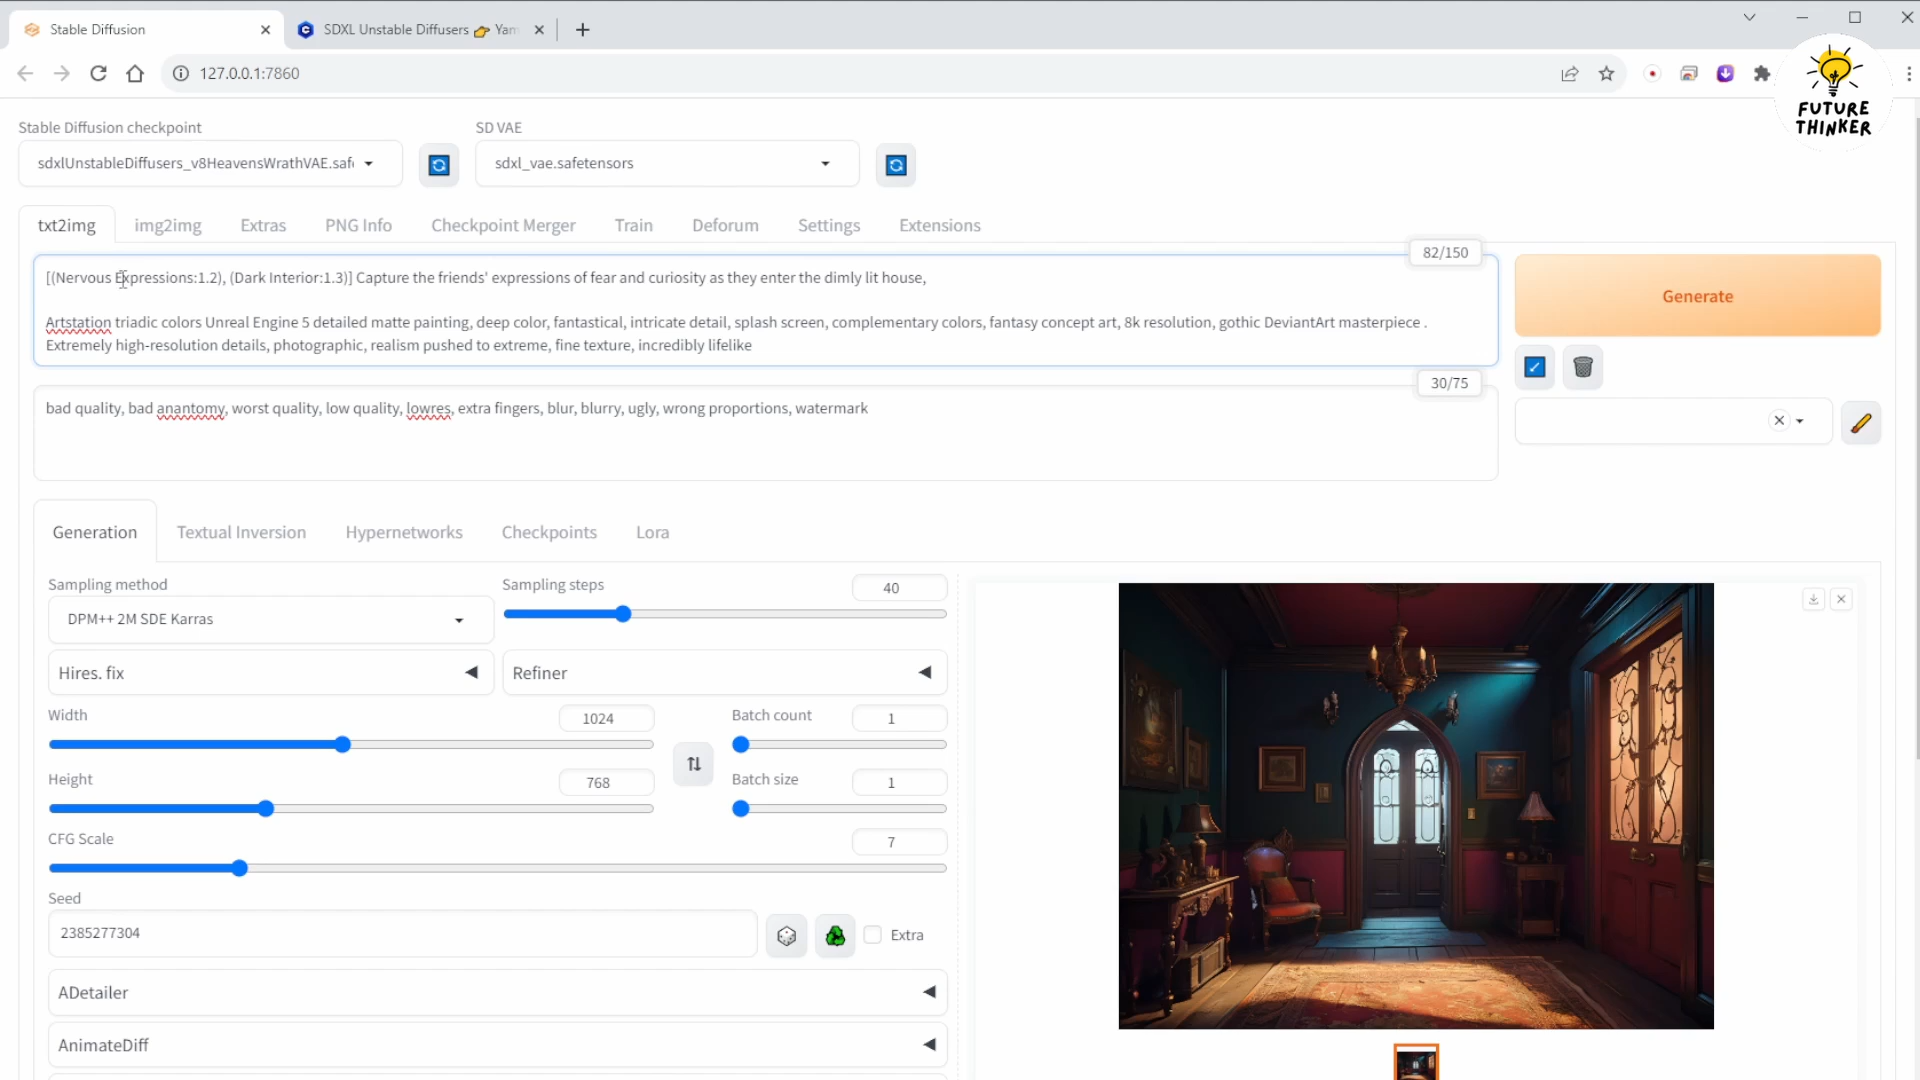 Stable Diffusion
SDXL Unstable Diffusers 👉 Yam
127.0.0.1:7860
FUTURE
THINKER
Stable Diffusion checkpoint
SD VAE
sdxlUnstableDiffusers_v8HeavensWrathVAE.safe
sdxl_vae.safetensors
txt2img
img2img
Extras
PNG Info
Checkpoint Merger
Train
Deforum
Settings
Extensions
82/150
[(Nervous Expressions:1.2), (Dark Interior:1.3)] Capture the friends' expressions of fear and curiosity as they enter the dimly lit house,
Generate
Artstation triadic colors Unreal Engine 5 detailed matte painting, deep color, fantastical, intricate detail, splash screen, complementary colors, fantasy concept art, 8k resolution, gothic DeviantArt masterpiece .
Extremely high-resolution details, photographic, realism pushed to extreme, fine texture, incredibly lifelike
30/75
bad quality, bad anantomy, worst quality, low quality, lowres, extra fingers, blur, blurry, ugly, wrong proportions, watermark
Generation
Textual Inversion
Hypernetworks
Checkpoints
Lora
Sampling method
Sampling steps
40
DPM++ 2M SDE Karras
Hires. fix
Refiner
Width
1024
Batch count
1
Height
768
Batch size
1
CFG Scale
7
Seed
2385277304
Extra
ADetailer
AnimateDiff